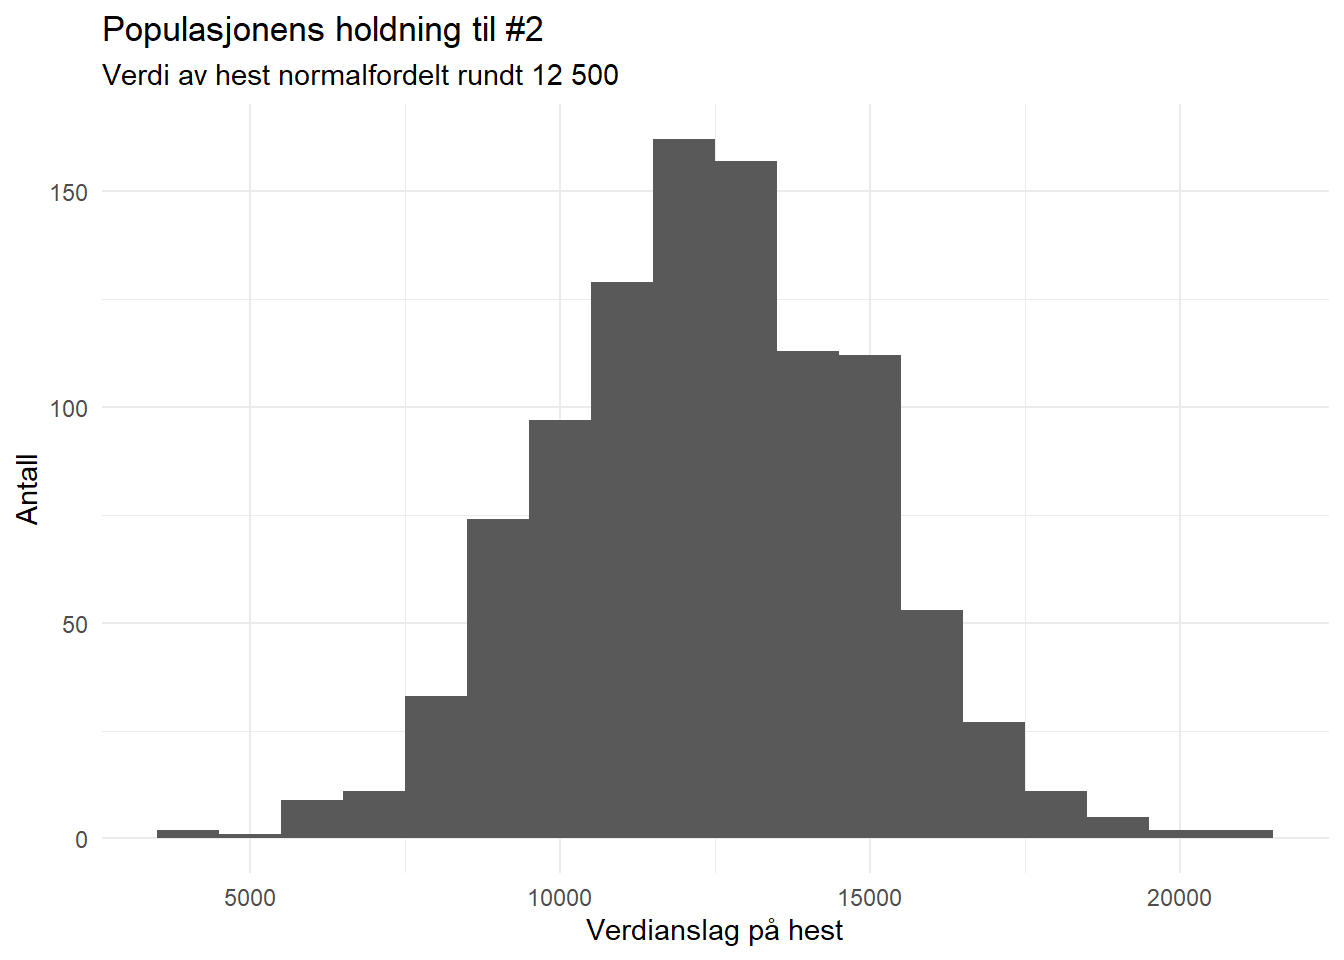 Populasjonens holdning til #2
Verdi av hest normalfordelt rundt 12 500
150
100
50
0
Antall
5000 10000 15000 20000
Verdianslag på hest